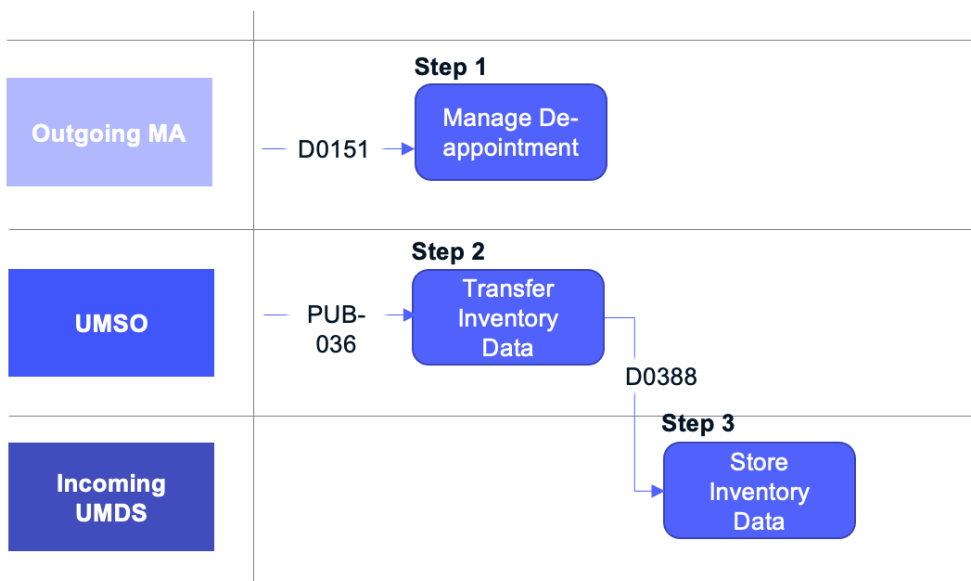 Step 1
Outgoing MA
D0151
Manage De-
appointment
Step 2
UMSO
PUB-
036
Transfer
Inventory
Data
D0388
Step 3
Incoming
UMDS
Store
Inventory
Data